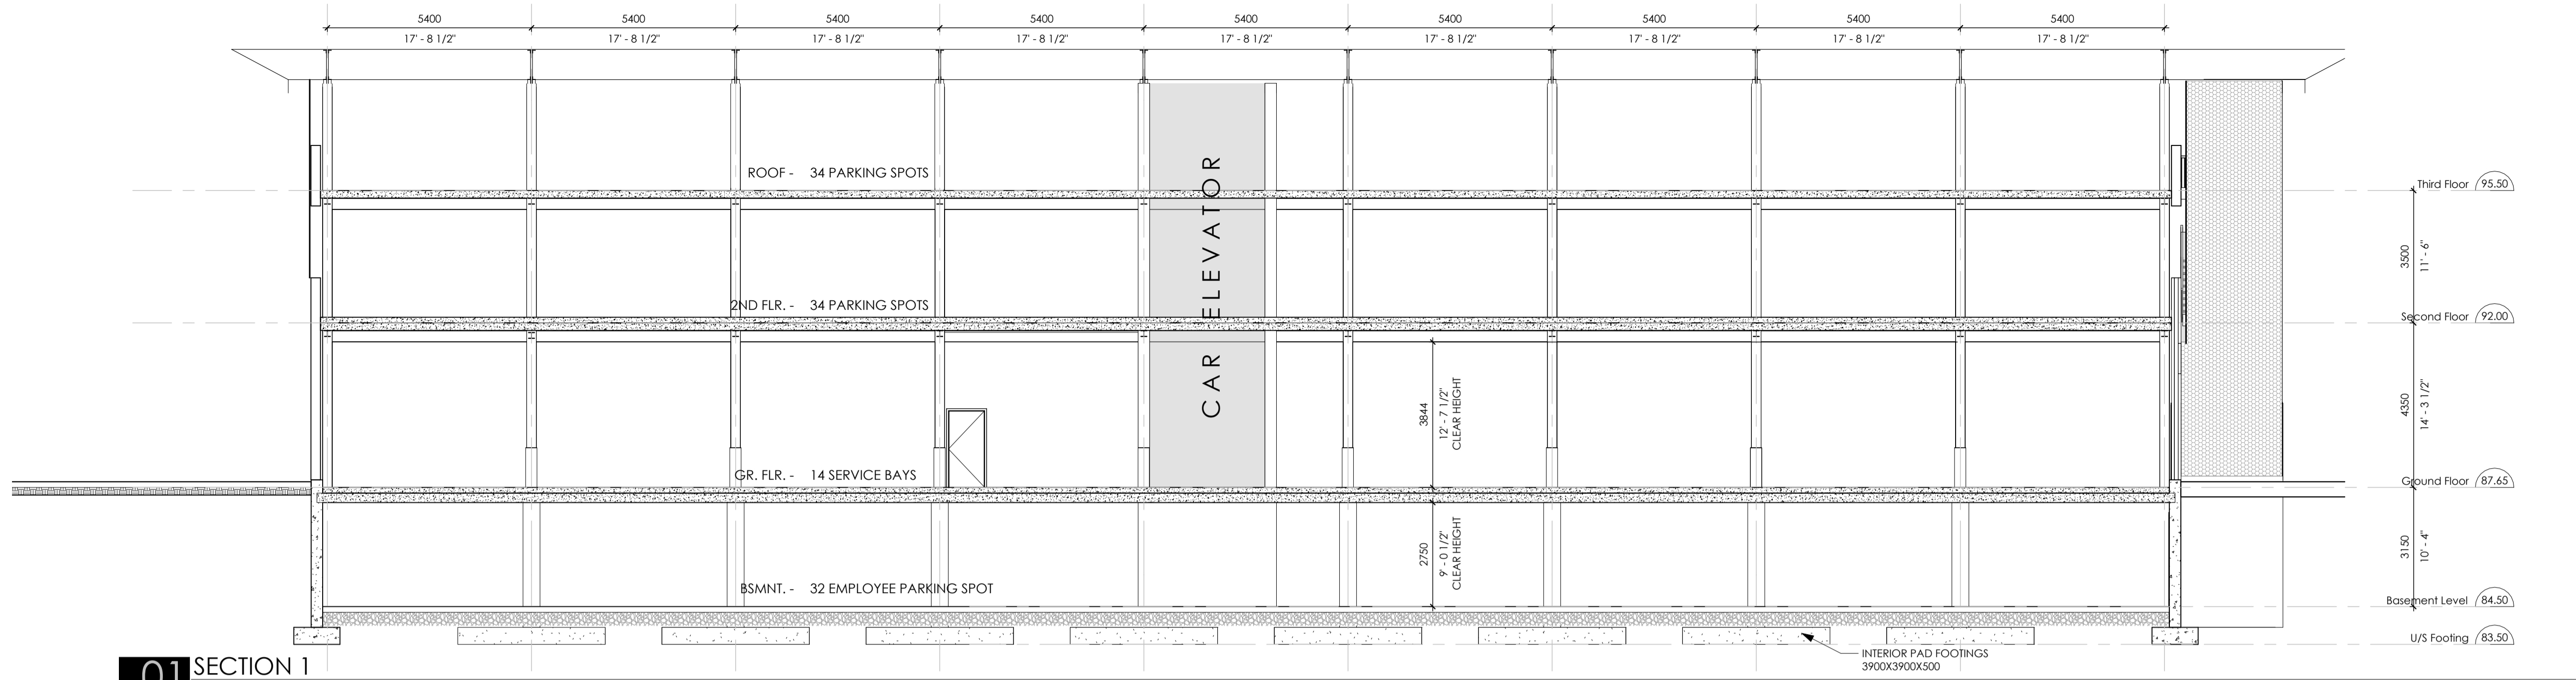 5400 5400 5400 5400 5400 5400 5400 5400 5400
17' - 8 1/2" 17' - 8 1/2" 17' - 8 1/2" 17' - 8 1/2" 17' - 8 1/2" 17' - 8 1/2" 17' - 8 1/2" 17' - 8 1/2" 17' - 8 1/2"
ROOF - 34 PARKING SPOTS
Third Floor 95.50
CAR ELEVATOR
3500
11' - 6"
2ND FLR. - 34 PARKING SPOTS
Second Floor 92.00
3844
12' - 7 1/2"
CLEAR HEIGHT
4350
14' - 3 1/2"
GR. FLR. - 14 SERVICE BAYS
Ground Floor 87.65
2750
9' - 0 1/2"
CLEAR HEIGHT
3150
10' - 4"
BSMNT. - 32 EMPLOYEE PARKING SPOT
Basement Level 84.50
U/S Footing 83.50
INTERIOR PAD FOOTINGS
3900X3900X500
01 SECTION 1